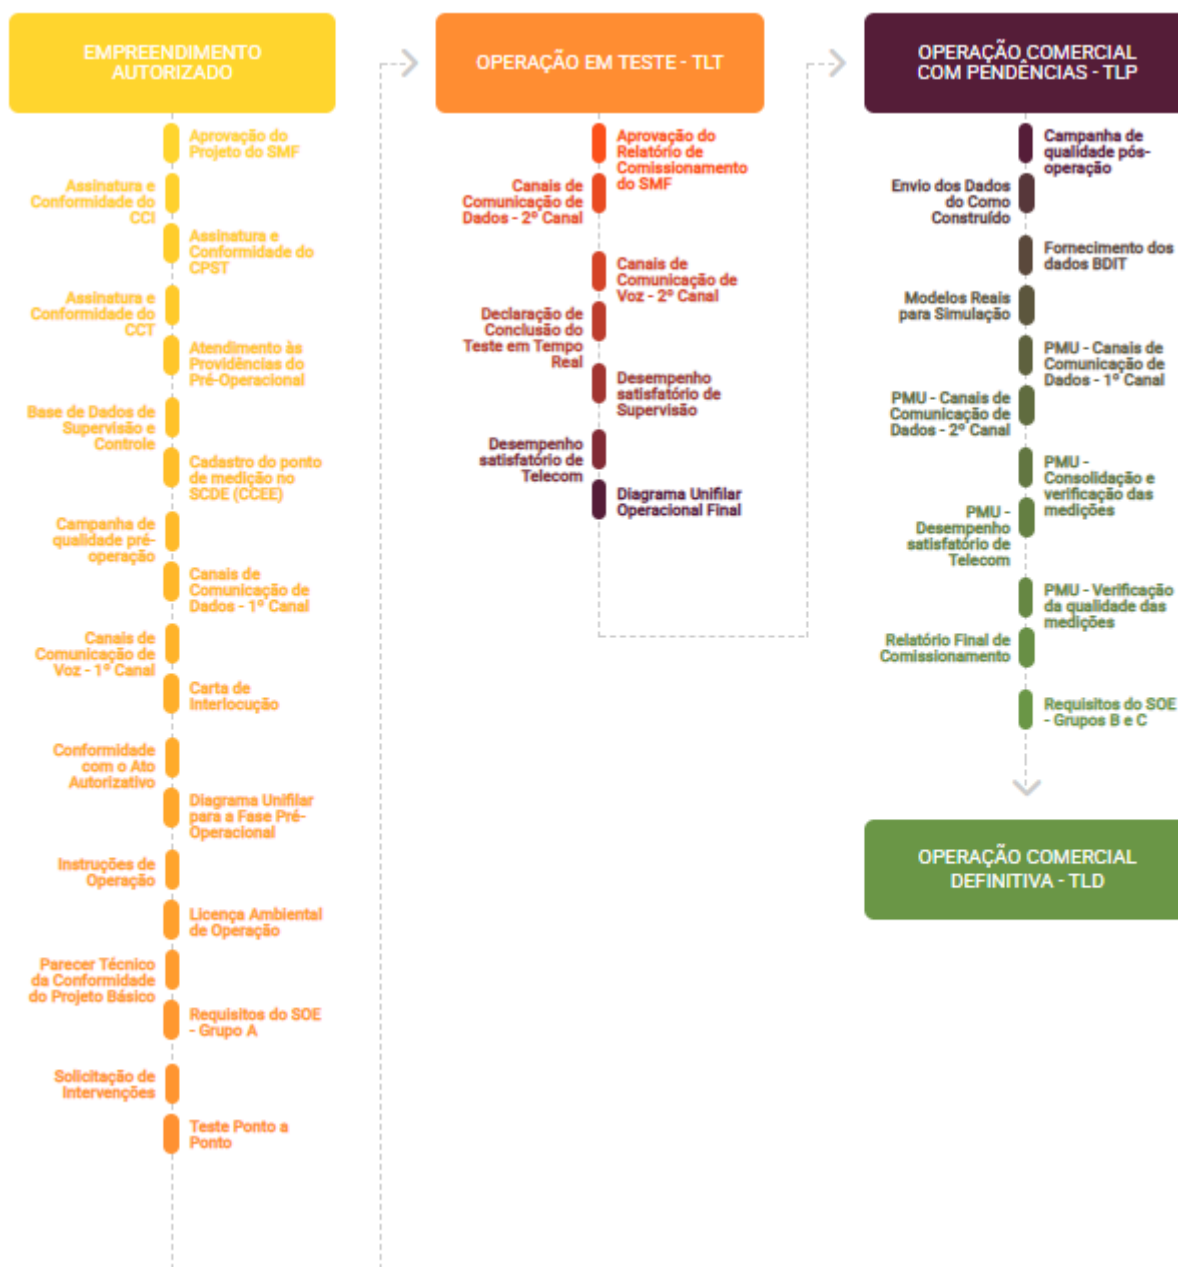 EMPREENDIMENTO
AUTORIZADO
Aprovação do
Projeto do SMF
Assinatura e
Conformidade do
CCI
Assinatura e
Conformidade do
CPST
Assinatura e
Conformidade do
CCT
Atendimento às
Providências do
Pré-Operacional
Base de Dados de
Supervisão e
Controle
Cadastro do ponto
de medição no
SCDE (CCEE)
Campanha de
qualidade pré-
operação
Canais de
Comunicação de
Dados - 1º Canal
Canais de
Comunicação de
Voz - 1º Canal
Carta de
Interlocução
Conformidade
com o Ato
Autorizativo
Diagrama Unifilar
para a Fase Pré-
Operacional
Instruções de
Operação
Licença Ambiental
de Operação
Parecer Técnico
da Conformidade
do Projeto Básico
Requisitos do SOE
- Grupo A
Solicitação de
Intervenções
Teste Ponto a
Ponto
OPERAÇÃO EM TESTE - TLT
Aprovação do
Relatório de
Comissionamento
do SMF
Canais de
Comunicação de
Dados - 2º Canal
Canais de
Comunicação de
Voz - 2º Canal
Declaração de
Conclusão do
Teste em Tempo
Real
Desempenho
satisfatório de
Supervisão
Desempenho
satisfatório de
Telecom
Diagrama Unifilar
Operacional Final
OPERAÇÃO COMERCIAL
COM PENDÊNCIAS - TLP
Campanha de
qualidade pós-
operação
Envio dos Dados
do Como
Construído
Fornecimento dos
dados BDIT
Modelos Reais
para Simulação
PMU - Canais de
Comunicação de
Dados - 1º Canal
PMU - Canais de
Comunicação de
Dados - 2º Canal
PMU -
Consolidação e
verificação das
medições
PMU -
Desempenho
satisfatório de
Telecom
PMU - Verificação
da qualidade das
medições
Relatório Final de
Comissionamento
Requisitos do SOE
- Grupos B e C
OPERAÇÃO COMERCIAL
DEFINITIVA - TLD